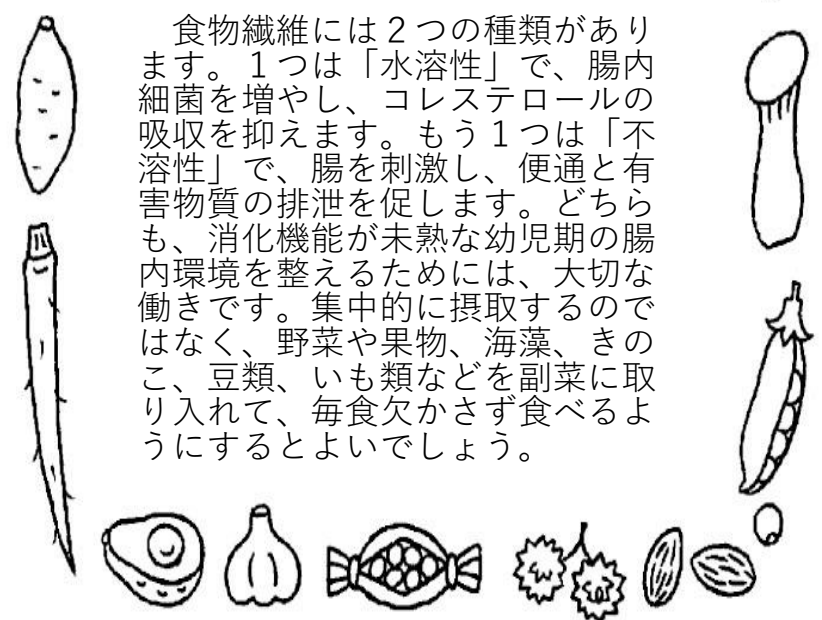 食物繊維には２つの種類があり
ます。１つは「水溶性」で、腸内
細菌を増やし、コレステロールの
吸収を抑えます。もう１つは「不
溶性」で、腸を刺激し、便通と有
害物質の排泄を促します。どちら
も、消化機能が未熟な幼児期の腸
内環境を整えるためには、大切な
働きです。集中的に摂取するので
はなく、野菜や果物、海藻、きの
こ、豆類、いも類などを副菜に取
り入れて、毎食欠かさず食べるよ
うにするとよいでしょう。